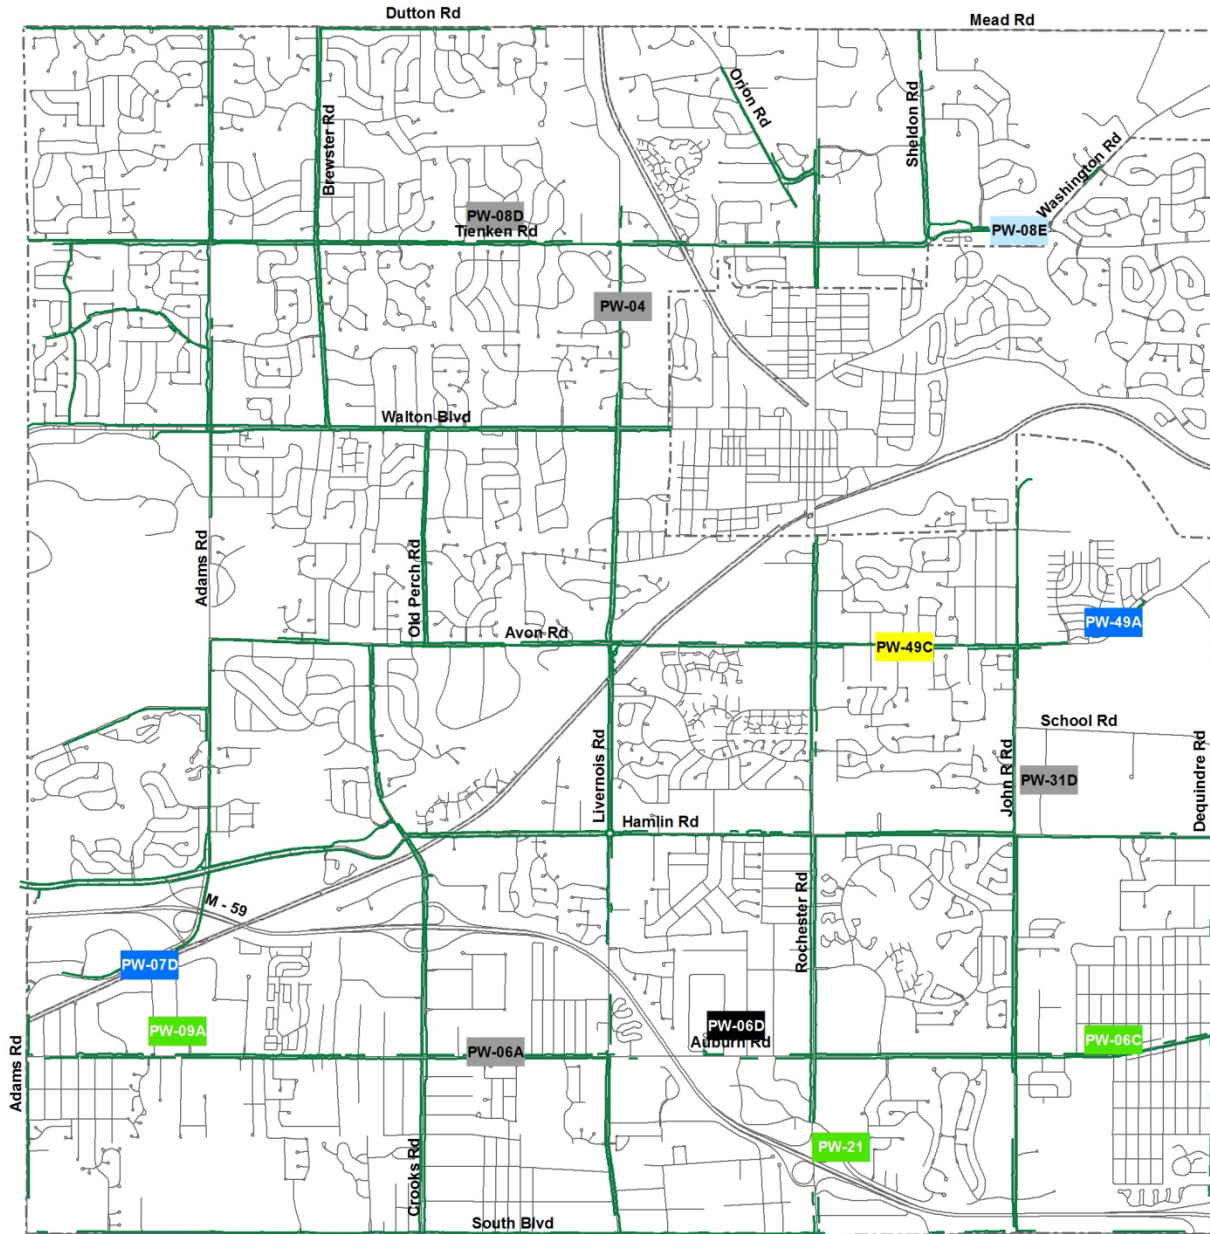 Dutton Rd
Mead Rd
Orion Rd
Brewster Rd
Sheldon Rd
Washington Rd
PW-08D
Tienken Rd
PW-08E
PW-04
Walton Blvd
Adams Rd
Old Perch Rd
Avon Rd
PW-49A
PW-49C
School Rd
Livernois Rd
John R Rd
PW-31D
Dequindre Rd
Hamlin Rd
M - 59
Rochester Rd
PW-07D
PW-09A
PW-06D
Auburn Rd
PW-06C
PW-06A
Adams Rd
PW-21
Crooks Rd
South Blvd